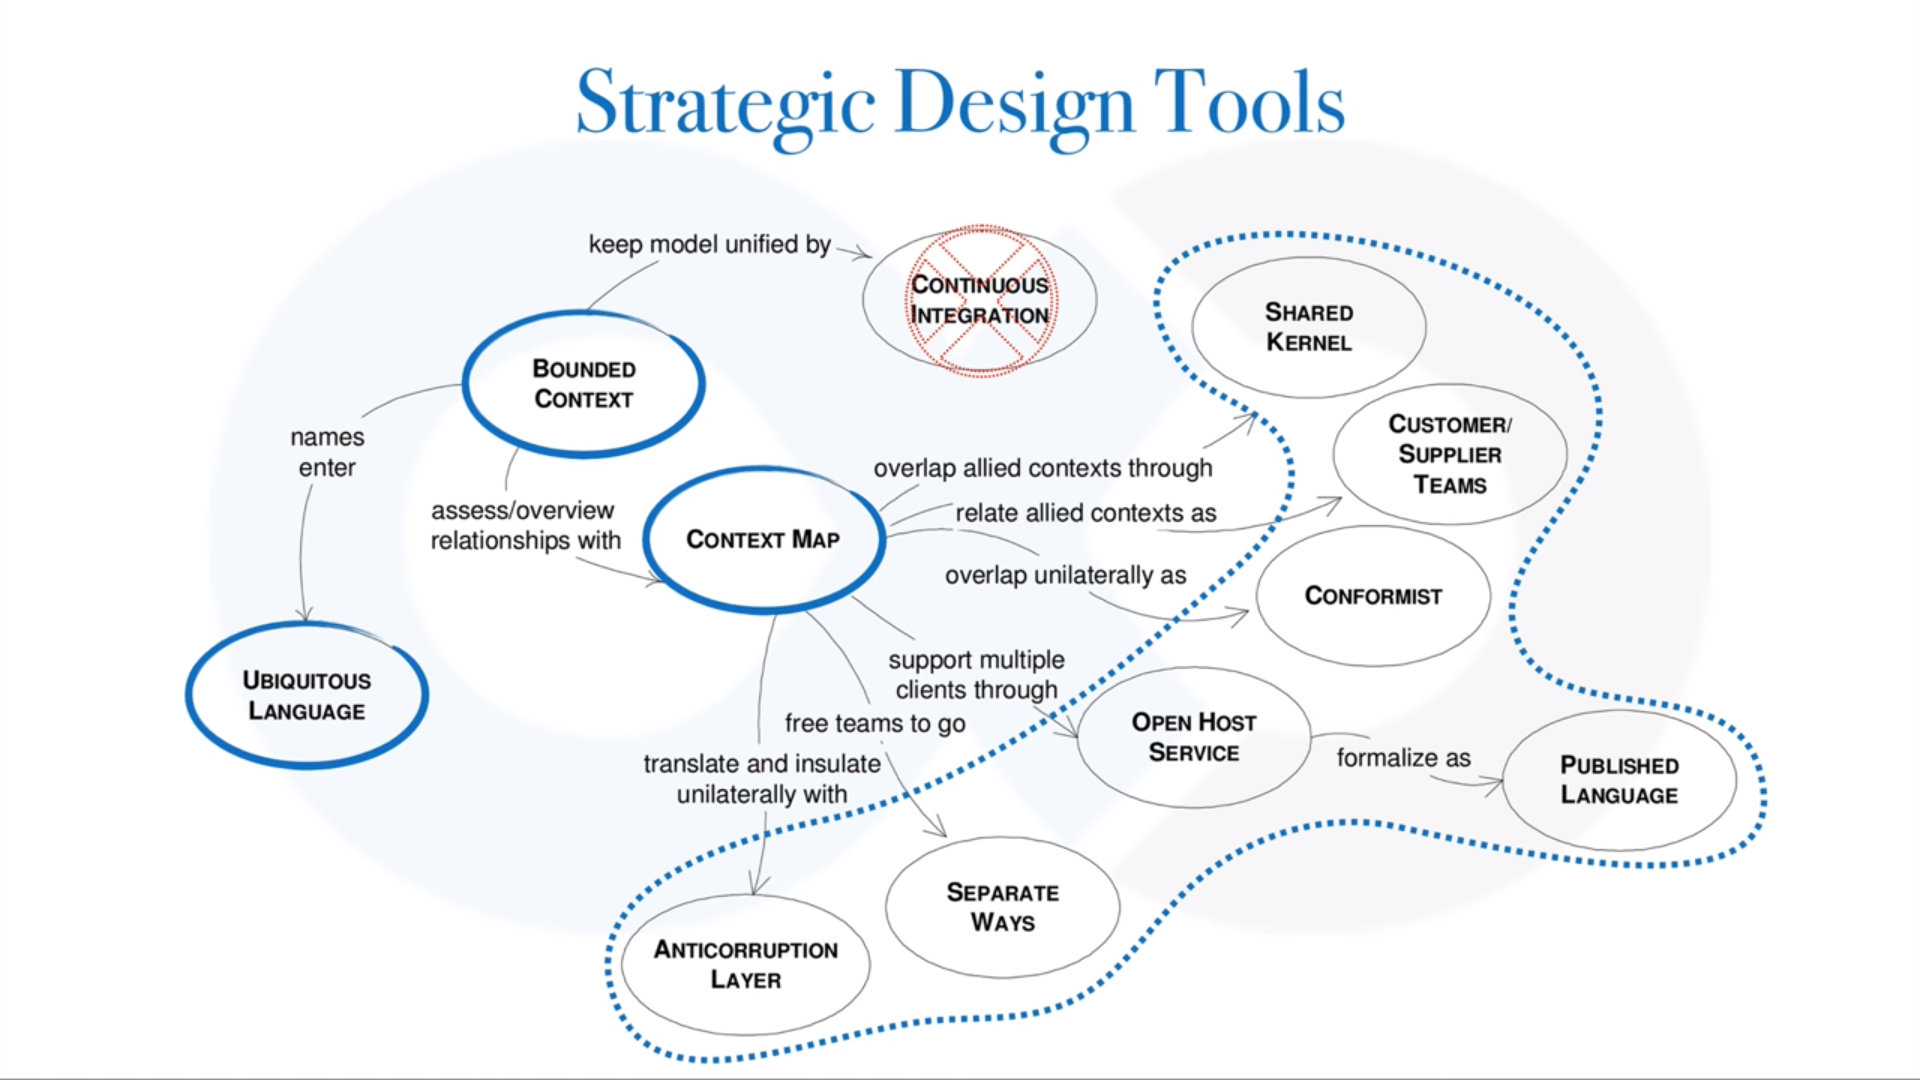 Strategic Design Tools
keep model unified by
CONTINUOUS
INTEGRATION
SHARED
KERNEL
BOUNDED
CONTEXT
names
enter
CUSTOMER/
SUPPLIER
TEAMS
overlap allied contexts through
assess/overview
relationships with
CONTEXT MAP
relate allied contexts as
overlap unilaterally as
CONFORMIST
UBIQUITOUS
LANGUAGE
support multiple
clients through
free teams to go
translate and insulate
unilaterally with
OPEN HOST
SERVICE
formalize as
PUBLISHED
LANGUAGE
SEPARATE
WAYS
ANTICORRUPTION
LAYER